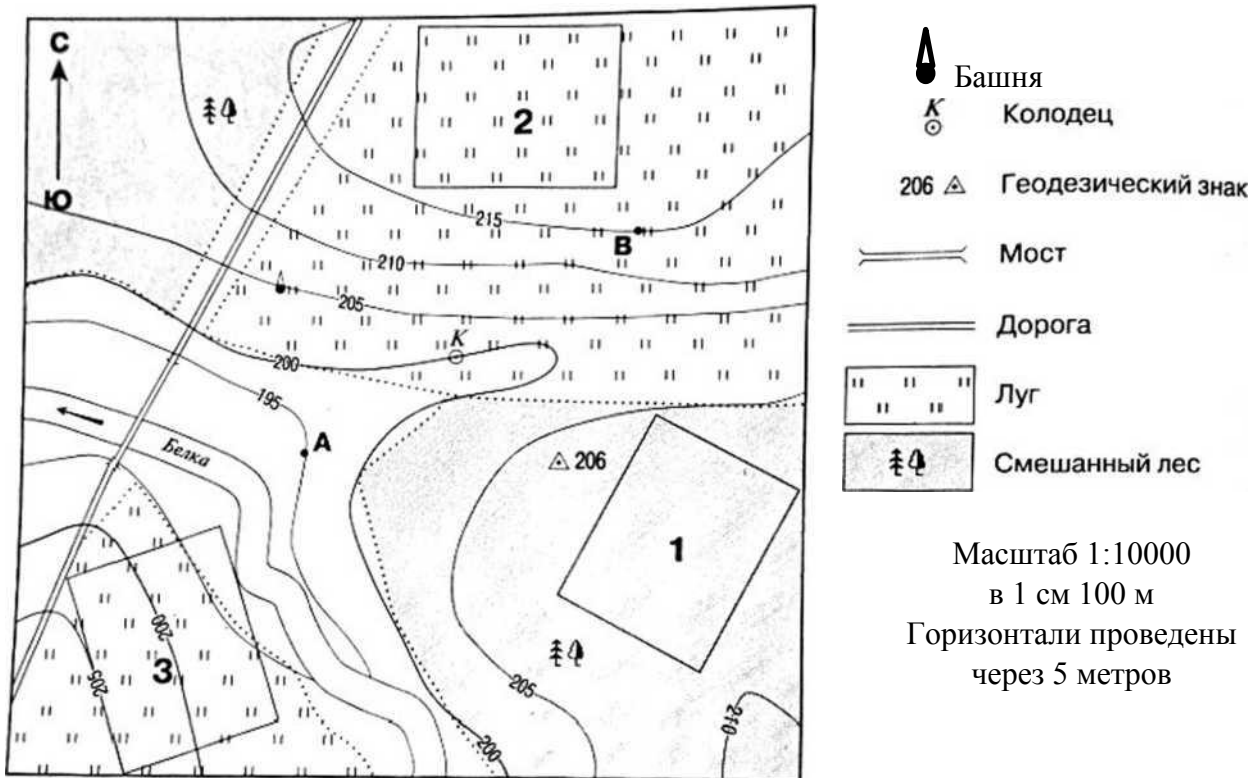 С
Ю
2
215
В
210
205
К
200
195
А
Белка
206
1
200
3
205
205
200
210
Башня
К
Колодец
206
Геодезический знак
Мост
Дорога
Луг
Смешанный лес
Масштаб 1:10000
в 1 см 100 м
Горизонтали проведены
через 5 метров